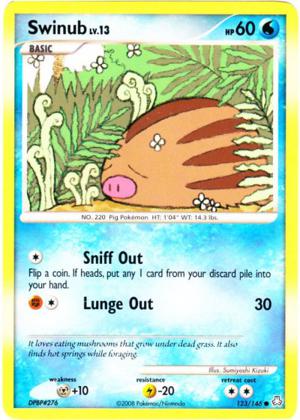 Swinub LV.13
HP 60
BASIC
NO. 220 Pig Pokémon HT: 1'04" WT: 14.3 lbs.
Sniff Out
Flip a coin. If heads, put any 1 card from your discard pile into
your hand.
Lunge Out 30
It loves eating mushrooms that grow under dead grass. It also
finds hot springs while foraging.
Illus. Sumiyoshi Kizuki
weakness resistance retreat cost
+10 -20
DPBP#276 ©2008 Pokémon/Nintendo 123/146